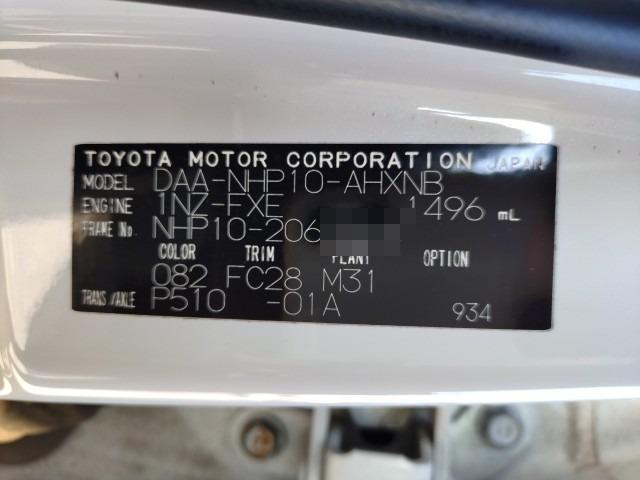 TOYOTA MOTOR CORPORATION JAPAN
MODEL DAA-NHP10-AHXNB
ENGINE 1NZ-FXE 1496 mL
FRAME No. NHP10-206
COLOR TRIM PLANT OPTION
082 FC28 M31
TRANS/AXLE P510 -01A 934